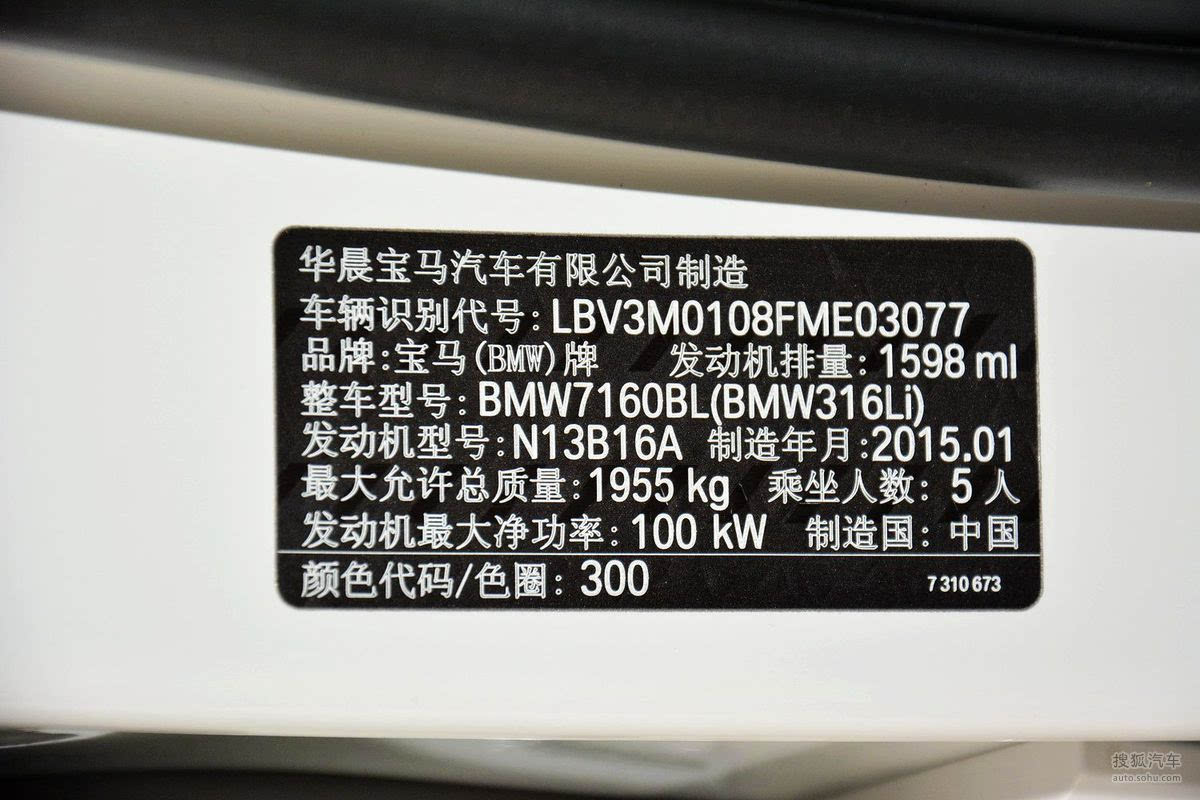 华晨宝马汽车有限公司制造
车辆识别代号:LBV3M0108FME03077
品牌:宝马(BMW)牌 发动机排量:1598 ml
整车型号:BMW7160BL(BMW316Li)
发动机型号:N13B16A 制造年月:2015.01
最大允许总质量:1955 kg 乘坐人数: 5 人
发动机最大净功率:100 kW 制造国: 中国
颜色代码/色圈: 300 7 310 673
搜狐汽车
auto.sohu.com